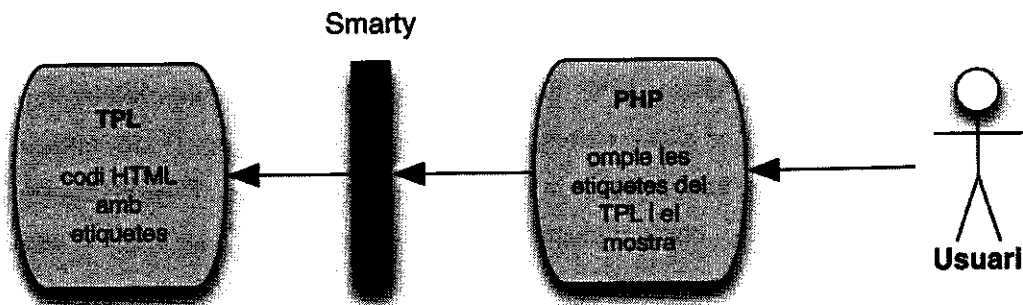 Smarty
TPL
codi HTML
amb
etiquetes
PHP
omple les
etiquetes del
TPL i el
mostra
Usuari